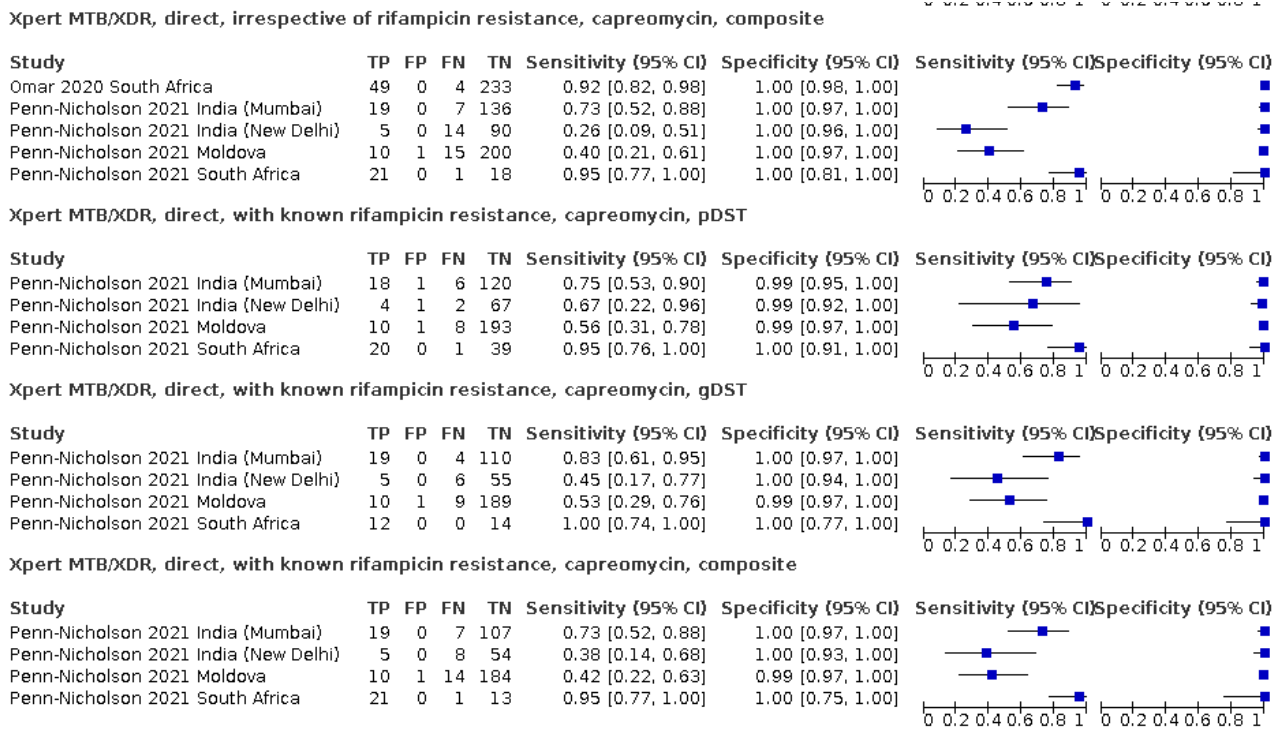 Xpert MTB/XDR, direct, irrespective of rifampicin resistance, capreomycin, composite
Study TP FP FN TN Sensitivity (95% CI) Specificity (95% CI) Sensitivity (95% CI)Specificity (95% CI)
Omar 2020 South Africa 49 0 4 233 0.92 [0.82, 0.98] 1.00 [0.98, 1.00]
Penn-Nicholson 2021 India (Mumbai) 19 0 7 136 0.73 [0.52, 0.88] 1.00 [0.97, 1.00]
Penn-Nicholson 2021 India (New Delhi) 5 0 14 90 0.26 [0.09, 0.51] 1.00 [0.96, 1.00]
Penn-Nicholson 2021 Moldova 10 1 15 200 0.40 [0.21, 0.61] 1.00 [0.97, 1.00]
Penn-Nicholson 2021 South Africa 21 0 1 18 0.95 [0.77, 1.00] 1.00 [0.81, 1.00]
0 0.2 0.4 0.6 0.8 1 0 0.2 0.4 0.6 0.8 1
Xpert MTB/XDR, direct, with known rifampicin resistance, capreomycin, pDST
Study TP FP FN TN Sensitivity (95% CI) Specificity (95% CI) Sensitivity (95% CI)Specificity (95% CI)
Penn-Nicholson 2021 India (Mumbai) 18 1 6 120 0.75 [0.53, 0.90] 0.99 [0.95, 1.00]
Penn-Nicholson 2021 India (New Delhi) 4 1 2 67 0.67 [0.22, 0.96] 0.99 [0.92, 1.00]
Penn-Nicholson 2021 Moldova 10 1 8 193 0.56 [0.31, 0.78] 0.99 [0.97, 1.00]
Penn-Nicholson 2021 South Africa 20 0 1 39 0.95 [0.76, 1.00] 1.00 [0.91, 1.00]
0 0.2 0.4 0.6 0.8 1 0 0.2 0.4 0.6 0.8 1
Xpert MTB/XDR, direct, with known rifampicin resistance, capreomycin, gDST
Study TP FP FN TN Sensitivity (95% CI) Specificity (95% CI) Sensitivity (95% CI)Specificity (95% CI)
Penn-Nicholson 2021 India (Mumbai) 19 0 4 110 0.83 [0.61, 0.95] 1.00 [0.97, 1.00]
Penn-Nicholson 2021 India (New Delhi) 5 0 6 55 0.45 [0.17, 0.77] 1.00 [0.94, 1.00]
Penn-Nicholson 2021 Moldova 10 1 9 189 0.53 [0.29, 0.76] 0.99 [0.97, 1.00]
Penn-Nicholson 2021 South Africa 12 0 0 14 1.00 [0.74, 1.00] 1.00 [0.77, 1.00]
0 0.2 0.4 0.6 0.8 1 0 0.2 0.4 0.6 0.8 1
Xpert MTB/XDR, direct, with known rifampicin resistance, capreomycin, composite
Study TP FP FN TN Sensitivity (95% CI) Specificity (95% CI) Sensitivity (95% CI)Specificity (95% CI)
Penn-Nicholson 2021 India (Mumbai) 19 0 7 107 0.73 [0.52, 0.88] 1.00 [0.97, 1.00]
Penn-Nicholson 2021 India (New Delhi) 5 0 8 54 0.38 [0.14, 0.68] 1.00 [0.93, 1.00]
Penn-Nicholson 2021 Moldova 10 1 14 184 0.42 [0.22, 0.63] 0.99 [0.97, 1.00]
Penn-Nicholson 2021 South Africa 21 0 1 13 0.95 [0.77, 1.00] 1.00 [0.75, 1.00]
0 0.2 0.4 0.6 0.8 1 0 0.2 0.4 0.6 0.8 1